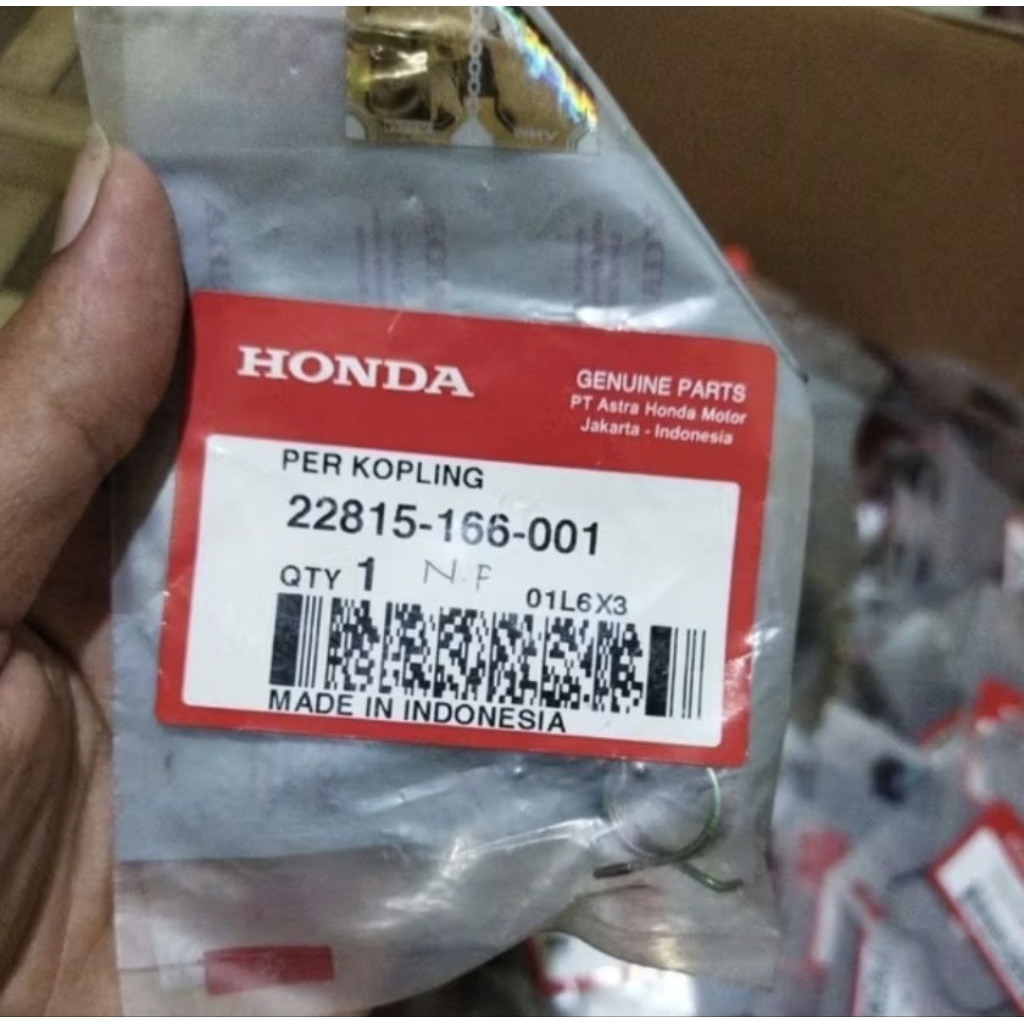 HONDA
GENUINE PARTS
PT Astra Honda Motor
Jakarta - Indonesia
PER KOPLING
22815-166-001
QTY 1 N.P
01L6X3
MADE IN INDONESIA